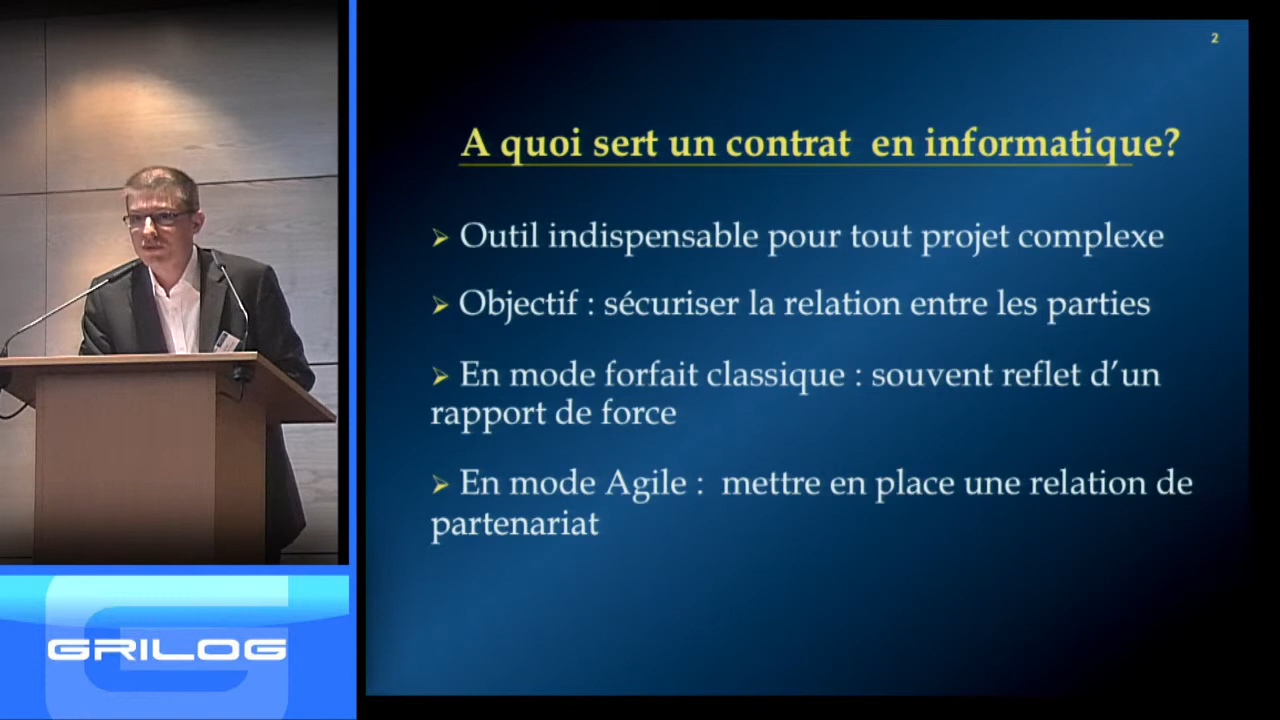 2
A quoi sert un contrat  en informatique?
➢ Outil indispensable pour tout projet complexe
➢ Objectif : sécuriser la relation entre les parties
➢ En mode forfait classique : souvent reflet d’un
rapport de force
➢ En mode Agile :  mettre en place une relation de
partenariat
GRILOG